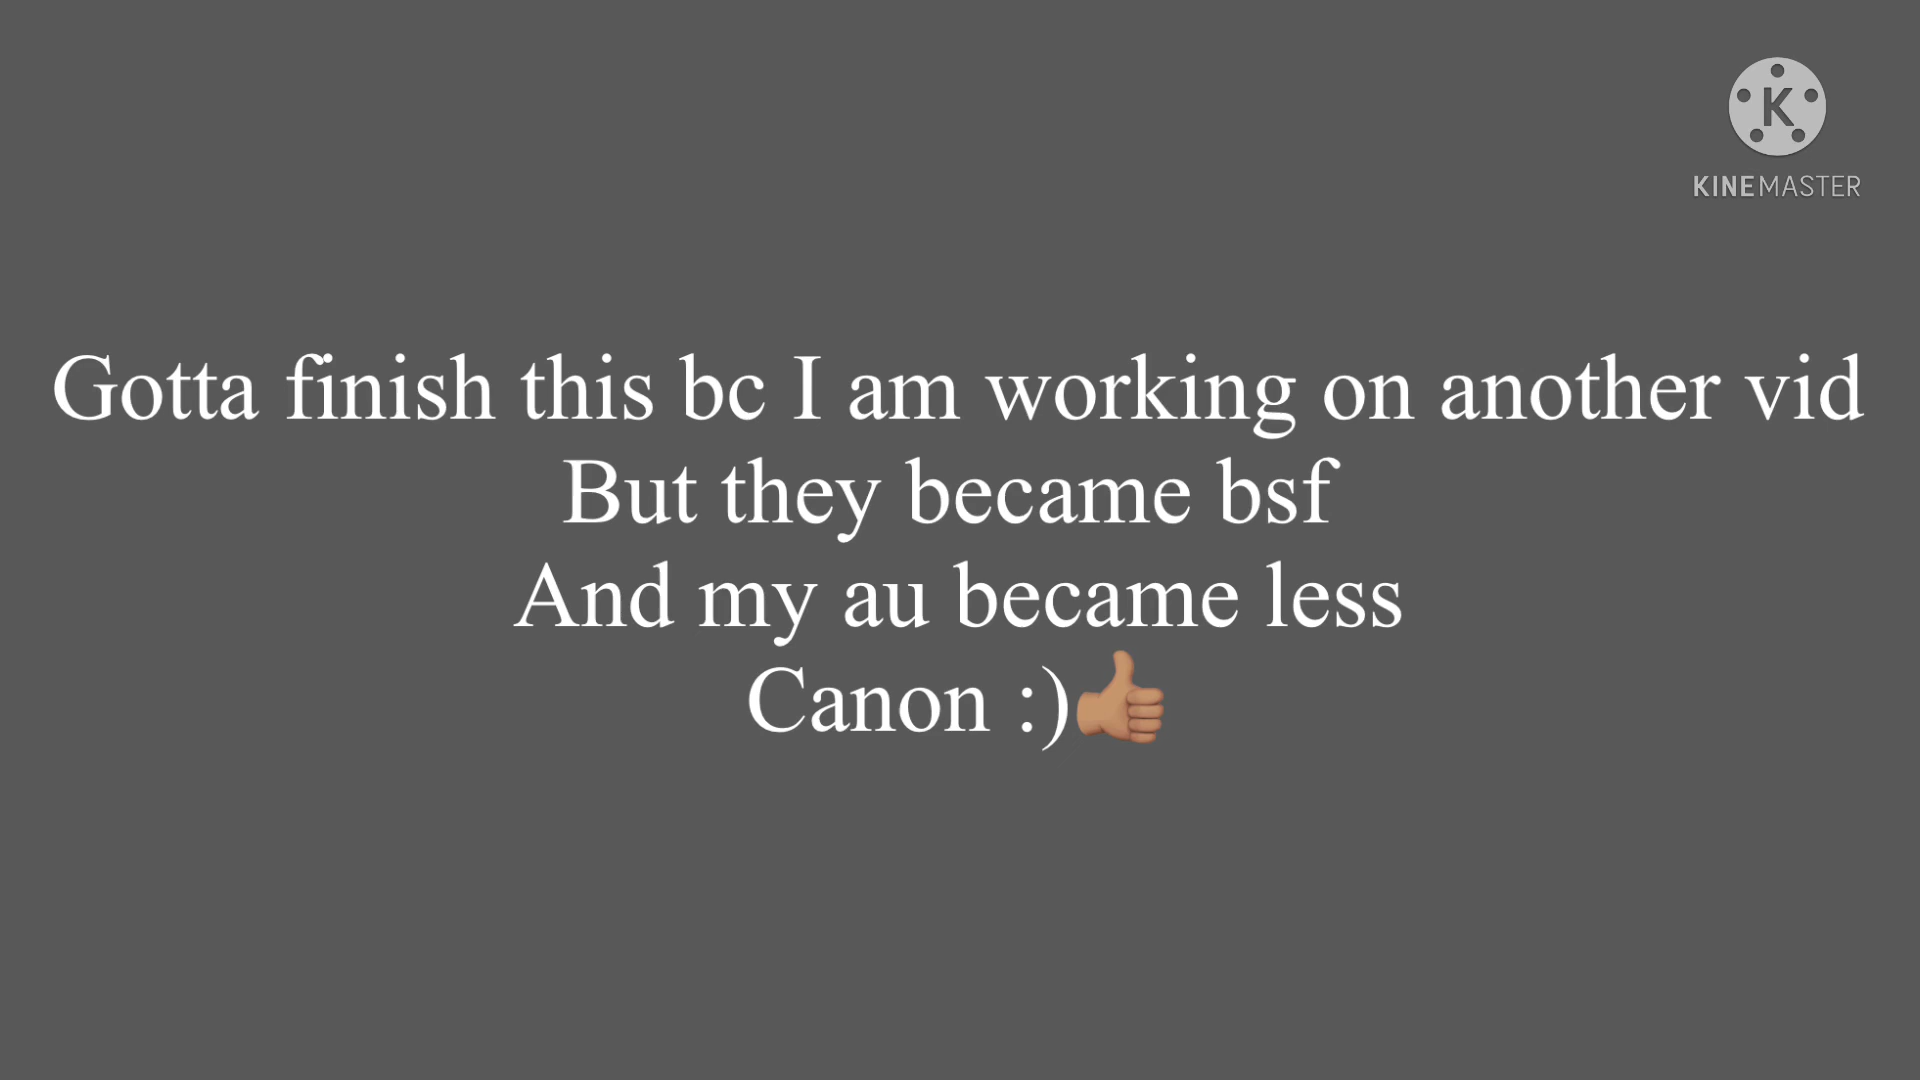 K
KINEMASTER
Gotta finish this bc I am working on another vid
But they became bsf
And my au became less
Canon :)👍🏽